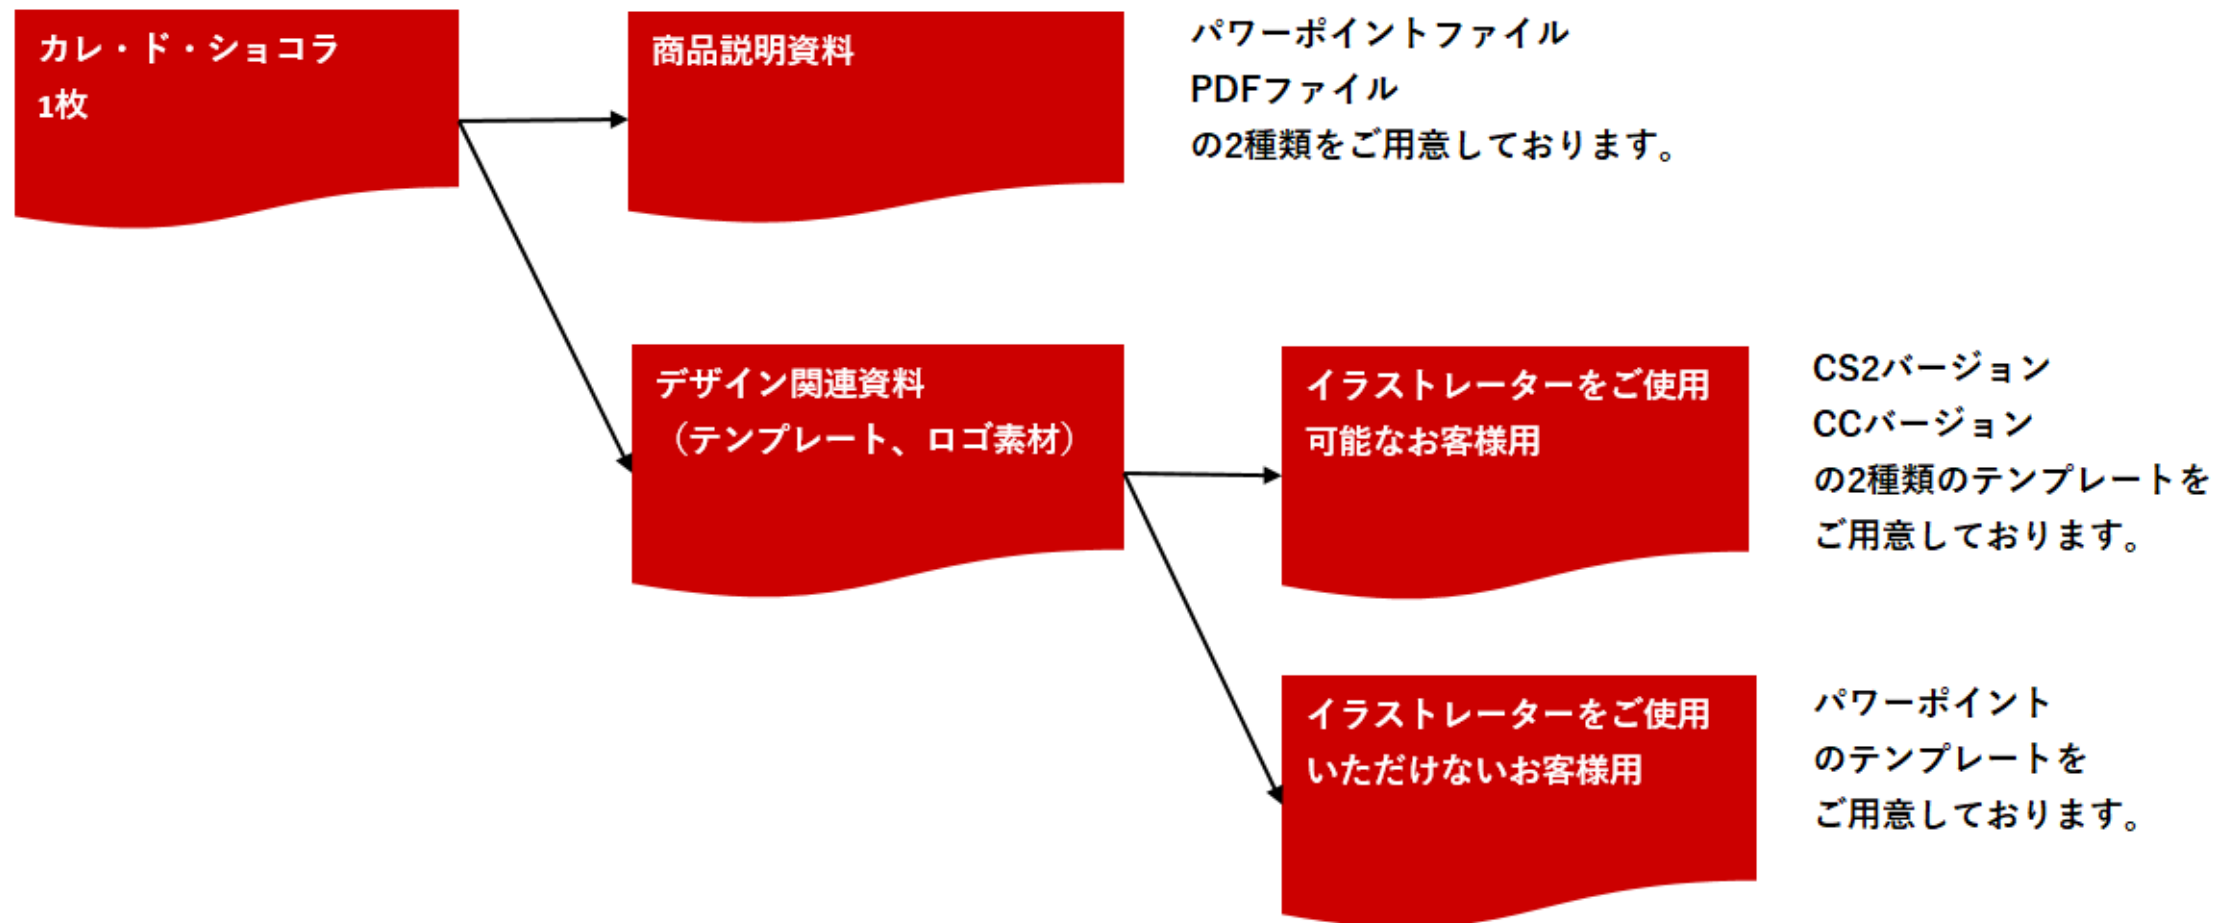 カレ・ド・ショコラ
1枚
商品説明資料
パワーポイントファイル
PDFファイル
の2種類をご用意しております。
デザイン関連資料
（テンプレート、ロゴ素材）
イラストレーターをご使用
可能なお客様用
CS2バージョン
CCバージョン
の2種類のテンプレートを
ご用意しております。
イラストレーターをご使用
いただけないお客様用
パワーポイント
のテンプレートを
ご用意しております。